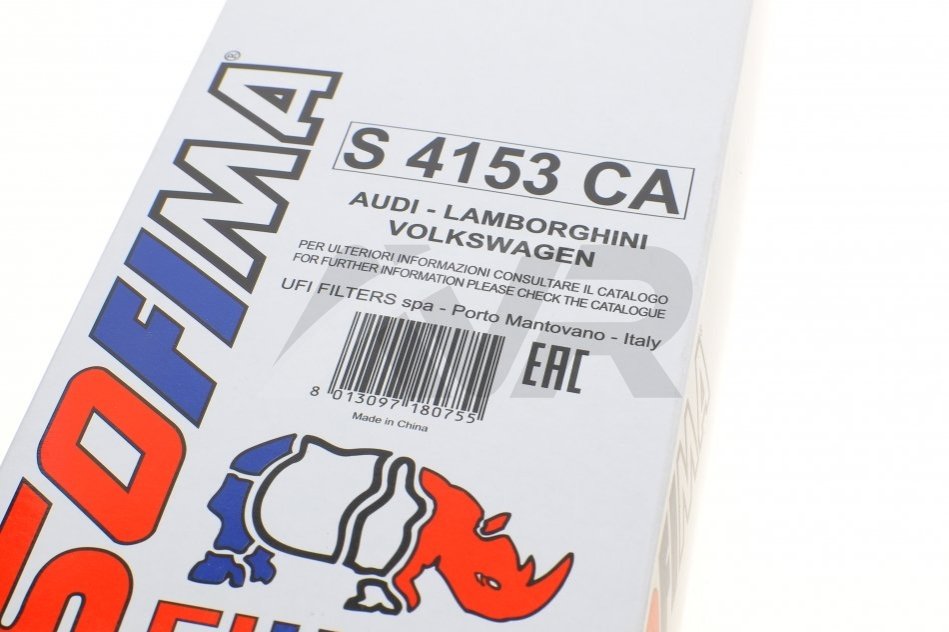 SOFIMA®
S 4153 CA
AUDI - LAMBORGHINI
VOLKSWAGEN
PER ULTERIORI INFORMAZIONI CONSULTARE IL CATALOGO
FOR FURTHER INFORMATION PLEASE CHECK THE CATALOGUE
UFI FILTERS spa - Porto Mantovano - Italy
EAC
8 013097 180755
Made in China